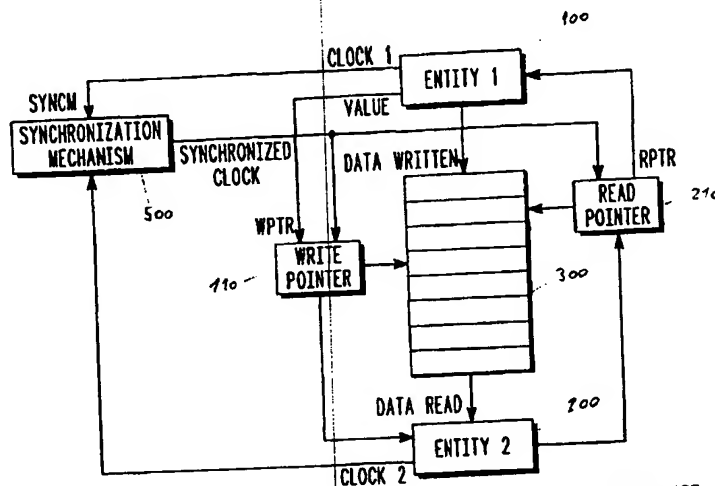 100
CLOCK 1
ENTITY 1
SYNCM
VALUE
SYNCHRONIZATION
MECHANISM
SYNCHRONIZED
CLOCK
DATA WRITTEN
RPTR
READ
POINTER
210
500
WPTR
WRITE
POINTER
110
300
DATA READ
200
ENTITY 2
CLOCK 2